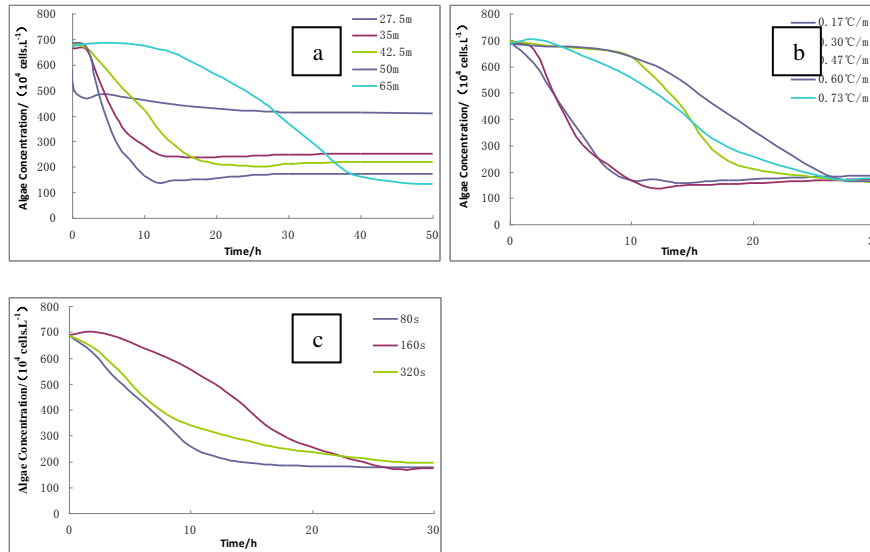 Algae Concentration/ (10⁴ cells.L⁻¹)
800
700
600
500
400
300
200
100
0
0 10 20 30 40 50
Time/h
a
27.5m
35m
42.5m
50m
65m
Algae Concentration/ (10⁴ cells.L⁻¹)
800
700
600
500
400
300
200
100
0
0 10 20 30
Time/h
b
0.17℃/m
0.30℃/m
0.47℃/m
0.60℃/m
0.73℃/m
Algae Concentration/ (10⁴ cells.L⁻¹)
800
700
600
500
400
300
200
100
0
0 10 20 30
Time/h
c
80s
160s
320s